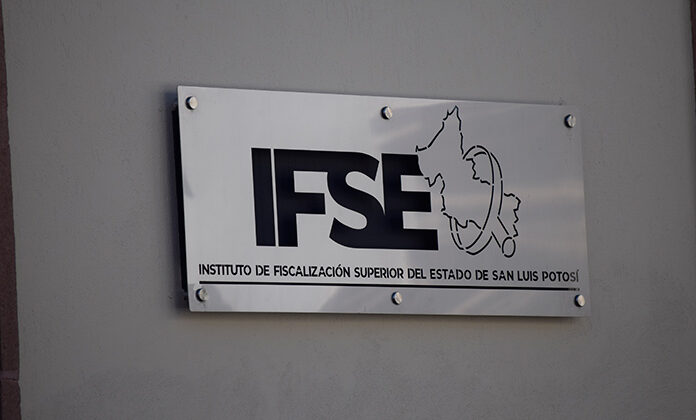 IFSE
INSTITUTO DE FISCALIZACIÓN SUPERIOR DEL ESTADO DE SAN LUIS POTOSÍ